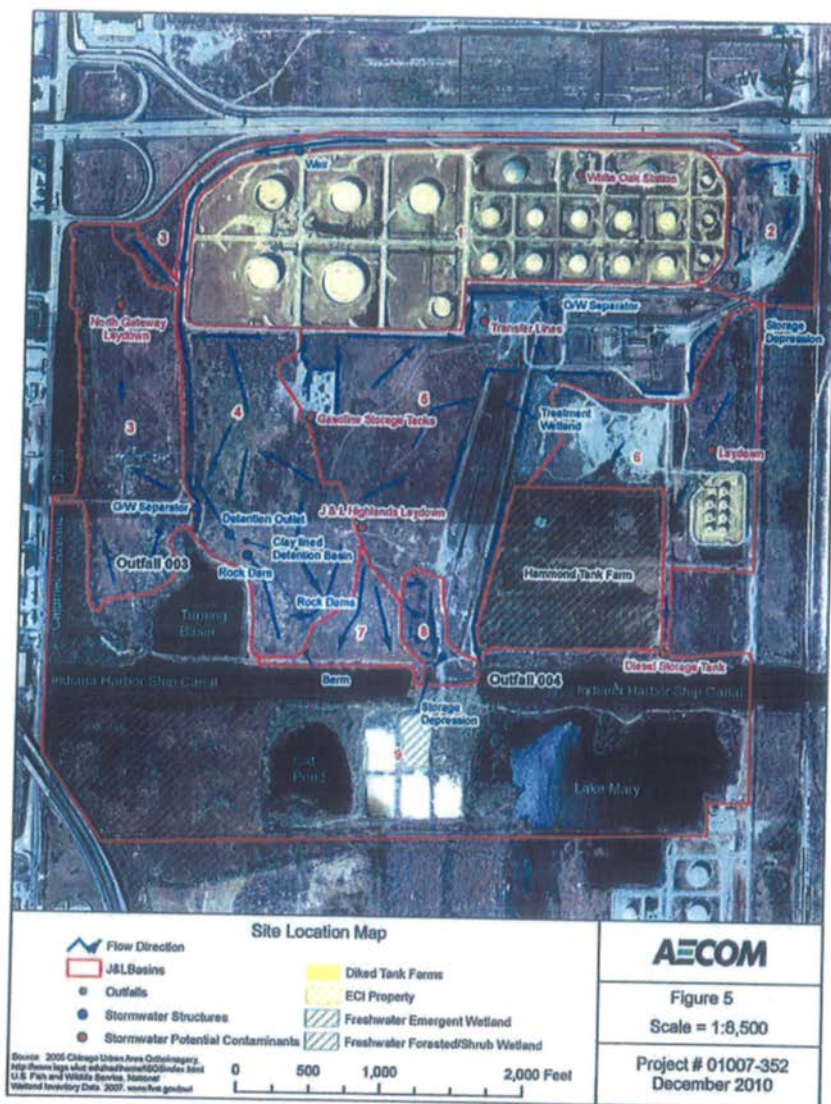 Weir
White Oak Station
1
2
3
O/W Separator
Storage
Depression
North Gateway
Laydown
Transfer Lines
4
5
Gasoline Storage Tacks
Treatment
Wetland
3
6
Laydown
O/W Separator
J & L Highlands Laydown
Detention Outlet
Clay lined
Detention Basin
Outfall 003
Rock Dam
Hammond Tank Farm
Rock Dams
Turning
Basin
7
8
Diesel Storage Tank
Indiana Harbor Ship Canal
Berm
Outfall 004
Indiana Harbor Ship Canal
Storage
Depression
9
Pond
Lake Mary
Site Location Map
Flow Direction
J&LBasins
Outfalls
Stormwater Structures
Stormwater Potential Contaminants
Diked Tank Farms
ECI Property
Freshwater Emergent Wetland
Freshwater Forested/Shrub Wetland
Source 2005 Chicago Urban Area Orthoimagery,
U.S. Fish and Wildlife Service, National
Wetland Inventory Data 2007.
0 500 1,000 2,000 Feet
AECOM
Figure 5
Scale = 1:8,500
Project # 01007-352
December 2010